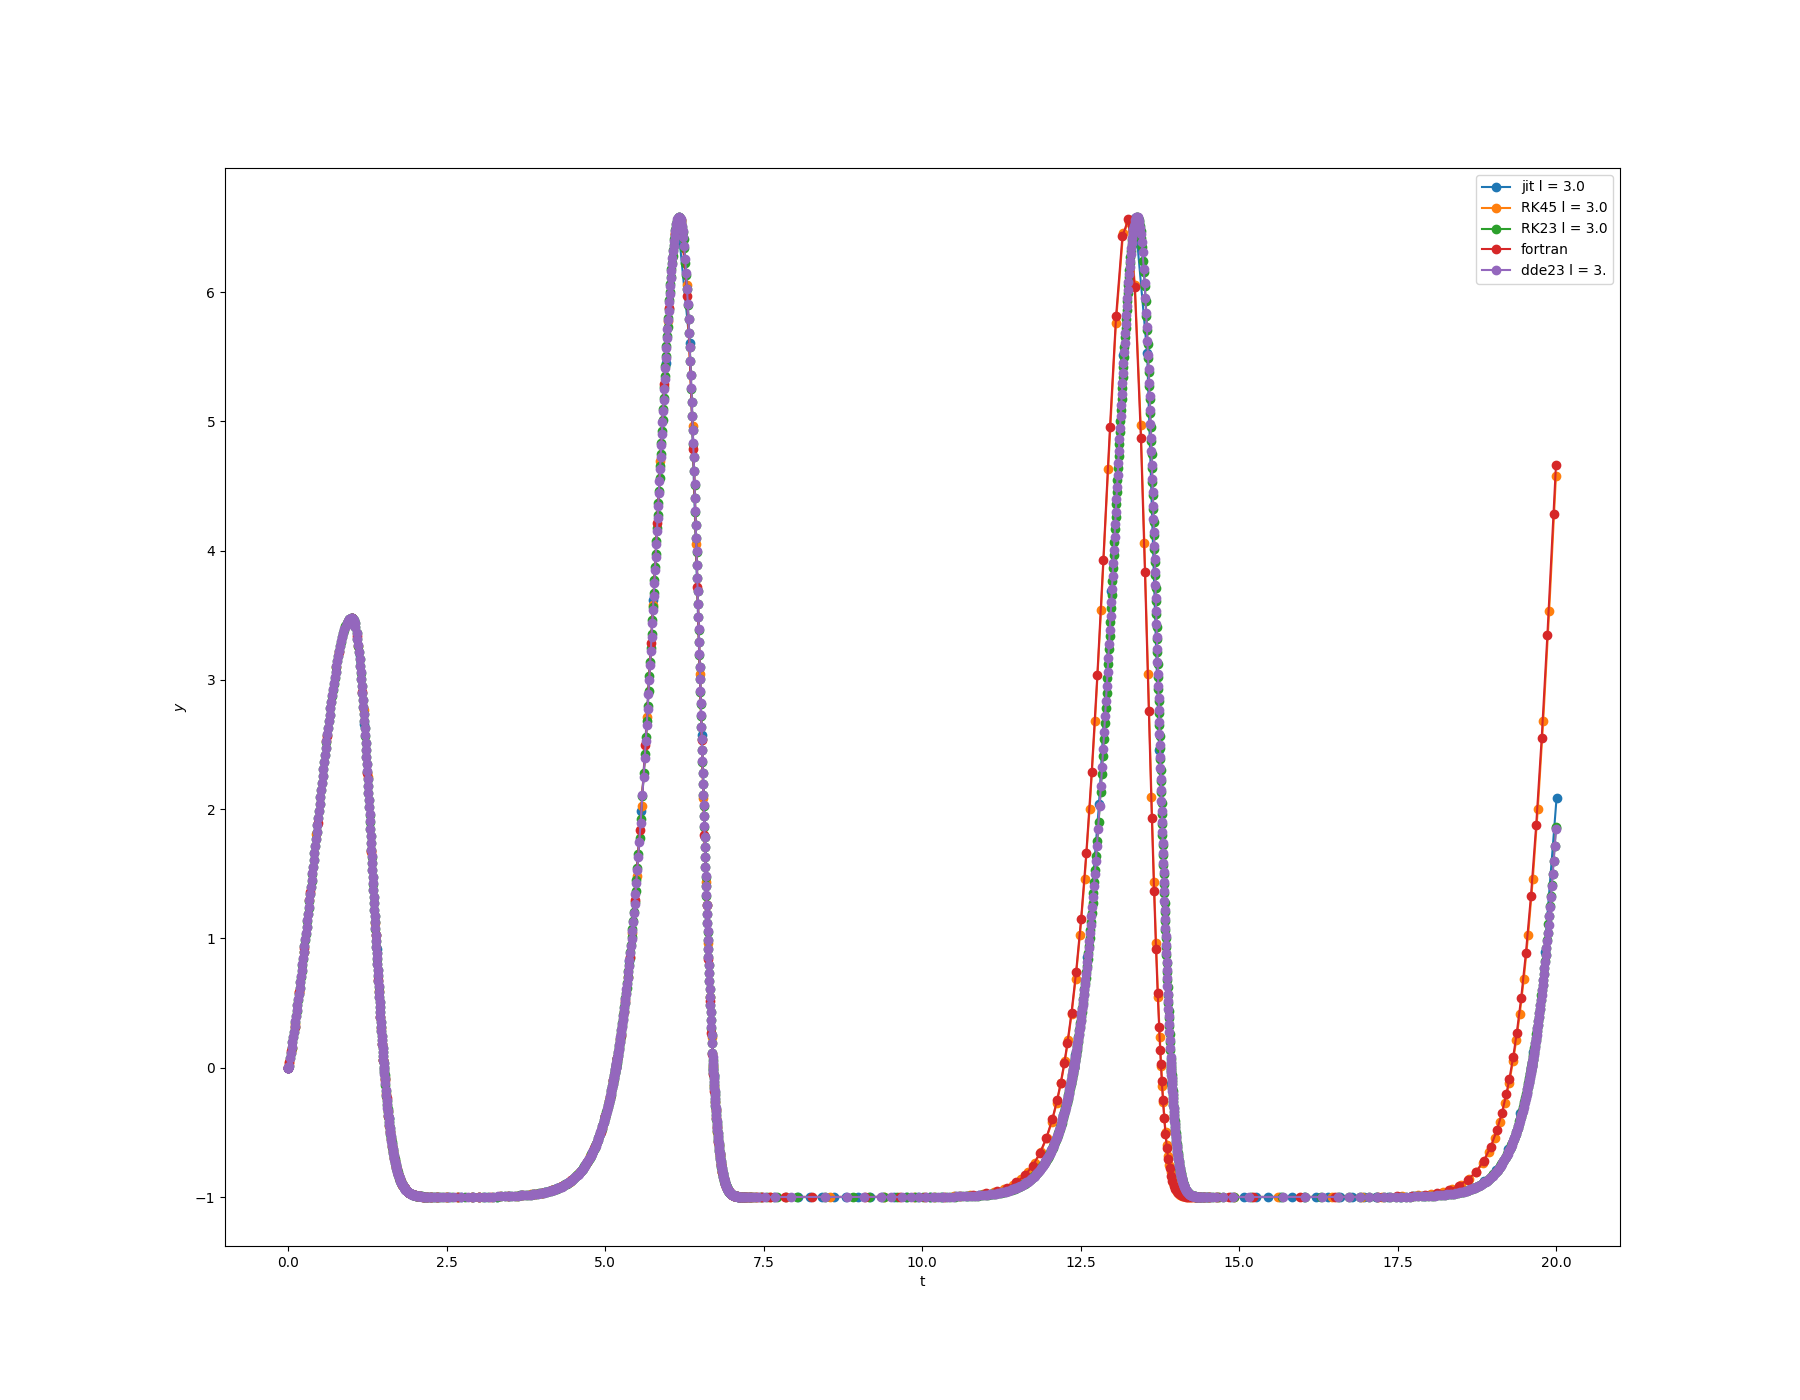 jit l = 3.0
RK45 l = 3.0
RK23 l = 3.0
fortran
dde23 l = 3.
6
5
4
3
2
1
0
−1
y
0.0 2.5 5.0 7.5 10.0 12.5 15.0 17.5 20.0
t